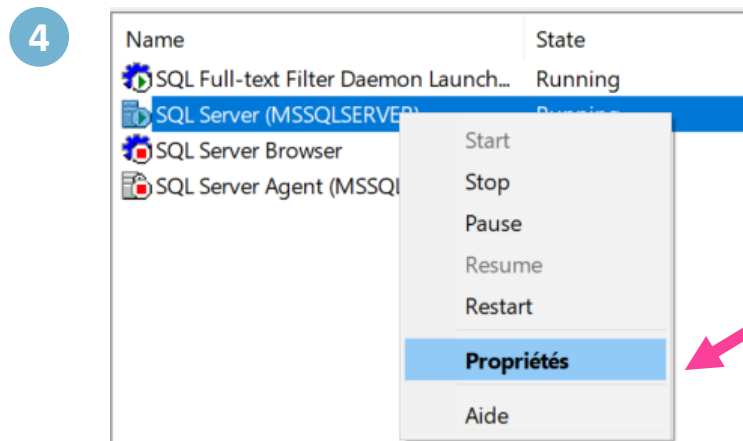 4
Name State
SQL Full-text Filter Daemon Launch... Running
SQL Server (MSSQLSERVER) Running
SQL Server Browser
SQL Server Agent (MSSQL
Start
Stop
Pause
Resume
Restart
Propriétés
Aide